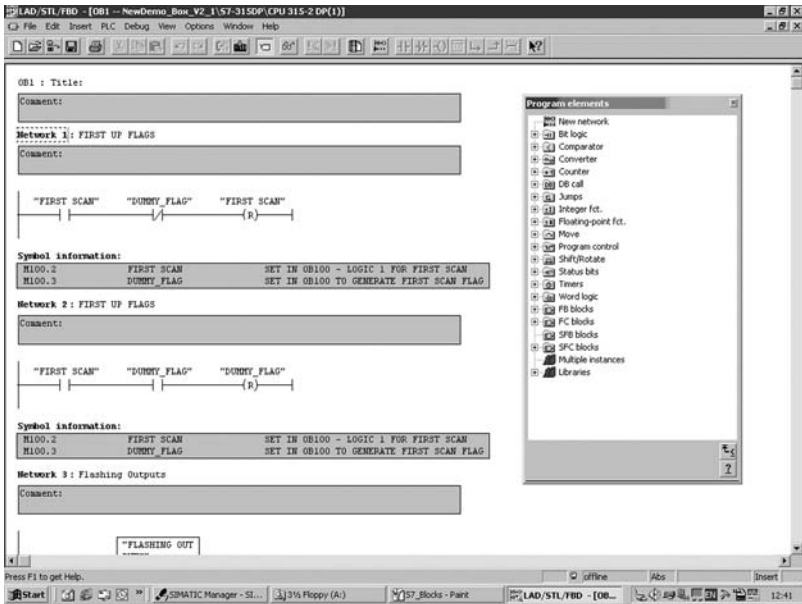 LAD/STL/FBD - [OB1 -- NewDemo_Box_V2_1\S7-315DP\CPU 315-2 DP(1)]
File Edit Insert PLC Debug View Options Window Help
OB1 : Title:
Comment:
Network 1: FIRST UP FLAGS
Comment:
"FIRST SCAN" "DUMMY_FLAG" "FIRST SCAN"
(R)
Symbol information:
M100.2 FIRST SCAN SET IN OB100 - LOGIC 1 FOR FIRST SCAN
M100.3 DUMMY_FLAG SET IN OB100 TO GENERATE FIRST SCAN FLAG
Network 2 : FIRST UP FLAGS
Comment:
"FIRST SCAN" "DUMMY_FLAG" "DUMMY_FLAG"
(R)
Symbol information:
M100.2 FIRST SCAN SET IN OB100 - LOGIC 1 FOR FIRST SCAN
M100.3 DUMMY_FLAG SET IN OB100 TO GENERATE FIRST SCAN FLAG
Network 3 : Flashing Outputs
Comment:
"FLASHING OUT
Program elements
New network
Bit logic
Comparator
Converter
Counter
DB call
Jumps
Integer fct.
Floating-point fct.
Move
Program control
Shift/Rotate
Status bits
Timers
Word logic
FB blocks
FC blocks
SFB blocks
SFC blocks
Multiple instances
Libraries
Press F1 to get Help.
offline Abs Insert
Start SIMATIC Manager - SI... 3½ Floppy (A:) S7_Blocks - Paint LAD/STL/FBD - [OB... 12:41